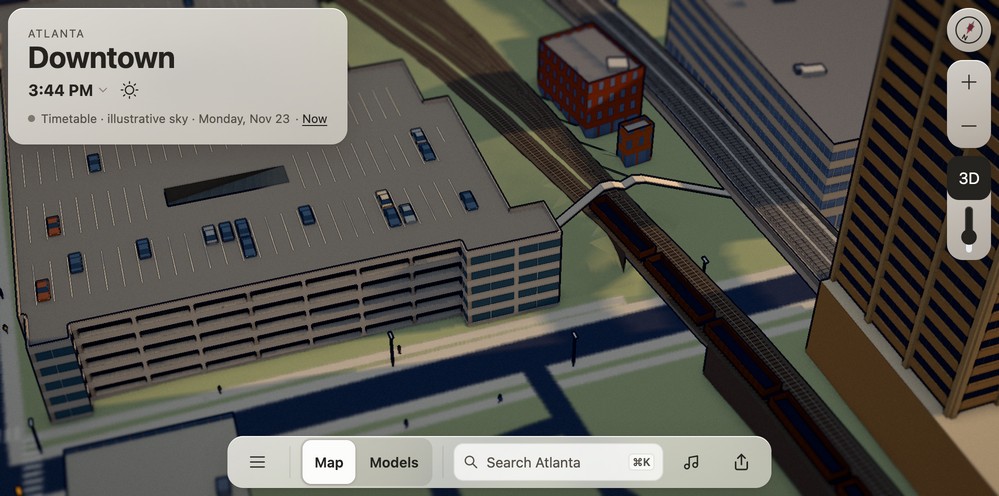 ATLANTA
Downtown
3:44 PM
Timetable · illustrative sky · Monday, Nov 23 · Now
N
3D
Map
Models
Search Atlanta
⌘K